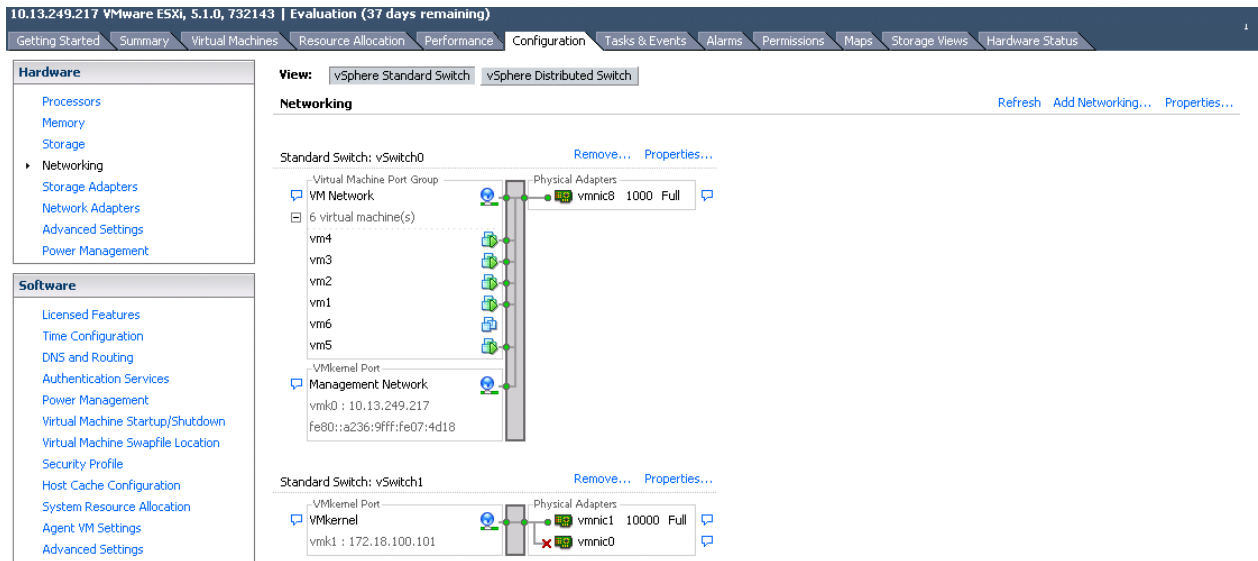 10.13.249.217 VMware ESXi, 5.1.0, 732143 | Evaluation (37 days remaining)
Getting Started Summary Virtual Machines Resource Allocation Performance Configuration Tasks & Events Alarms Permissions Maps Storage Views Hardware Status
Hardware
Processors
Memory
Storage
Networking
Storage Adapters
Network Adapters
Advanced Settings
Power Management
Software
Licensed Features
Time Configuration
DNS and Routing
Authentication Services
Power Management
Virtual Machine Startup/Shutdown
Virtual Machine Swapfile Location
Security Profile
Host Cache Configuration
System Resource Allocation
Agent VM Settings
Advanced Settings
View: vSphere Standard Switch vSphere Distributed Switch
Networking Refresh Add Networking... Properties...
Standard Switch: vSwitch0 Remove... Properties...
Virtual Machine Port Group Physical Adapters
VM Network vmnic8 1000 Full
6 virtual machine(s)
vm4
vm3
vm2
vm1
vm6
vm5
VMkernel Port
Management Network
vmk0 : 10.13.249.217
fe80::a236:9fff:fe07:4d18
Standard Switch: vSwitch1 Remove... Properties...
VMkernel Port Physical Adapters
VMkernel vmnic1 10000 Full
vmk1 : 172.18.100.101 vmnic0